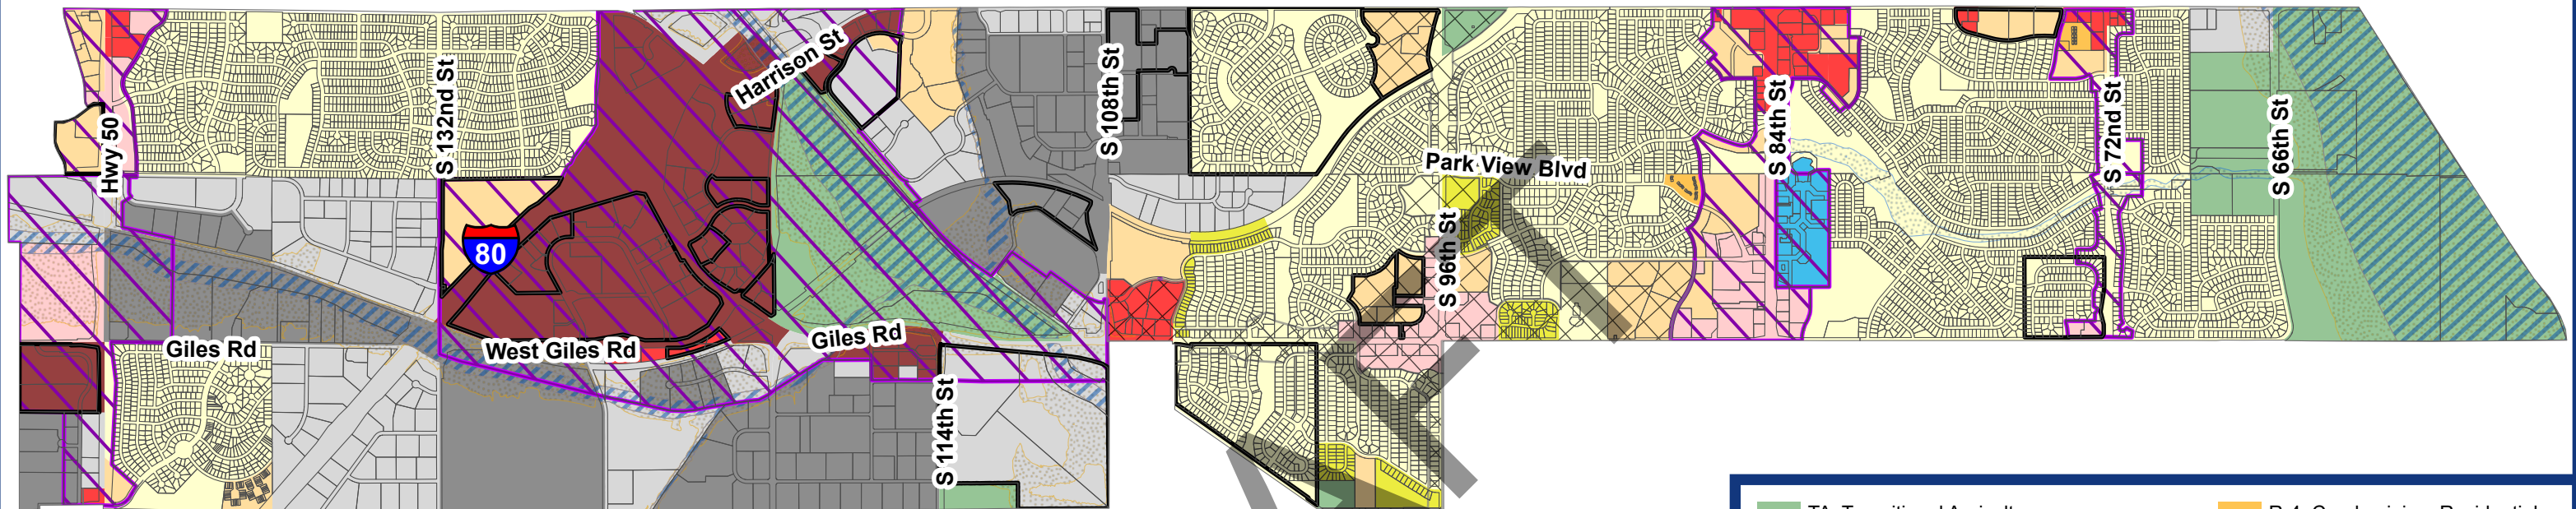 Hwy 50
S 132nd St
Harrison St
S 108th St
Park View Blvd
S 84th St
S 72nd St
S 66th St
80
S 96th St
Giles Rd
West Giles Rd
Giles Rd
S 114th St